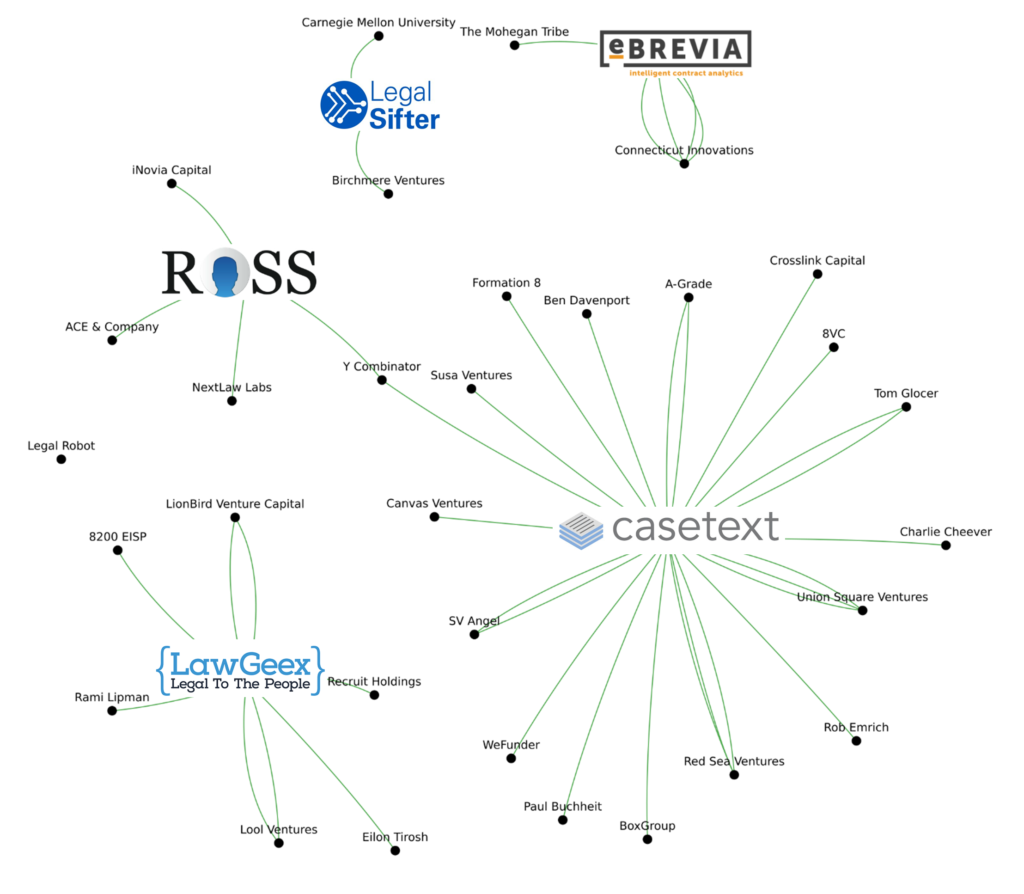 Carnegie Mellon University
The Mohegan Tribe
eBREVIA
intelligent contract analytics
Legal
Sifter
Connecticut Innovations
iNovia Capital
Birchmere Ventures
ROSS
Crosslink Capital
Formation 8
A-Grade
Ben Davenport
ACE & Company
8VC
Y Combinator
Susa Ventures
NextLaw Labs
Tom Glocer
Legal Robot
LionBird Venture Capital
Canvas Ventures
casetext
8200 EISP
Charlie Cheever
Union Square Ventures
SV Angel
{LawGeex}
Legal To The People
Recruit Holdings
Rami Lipman
Rob Emrich
WeFunder
Red Sea Ventures
Paul Buchheit
Lool Ventures
BoxGroup
Eilon Tirosh